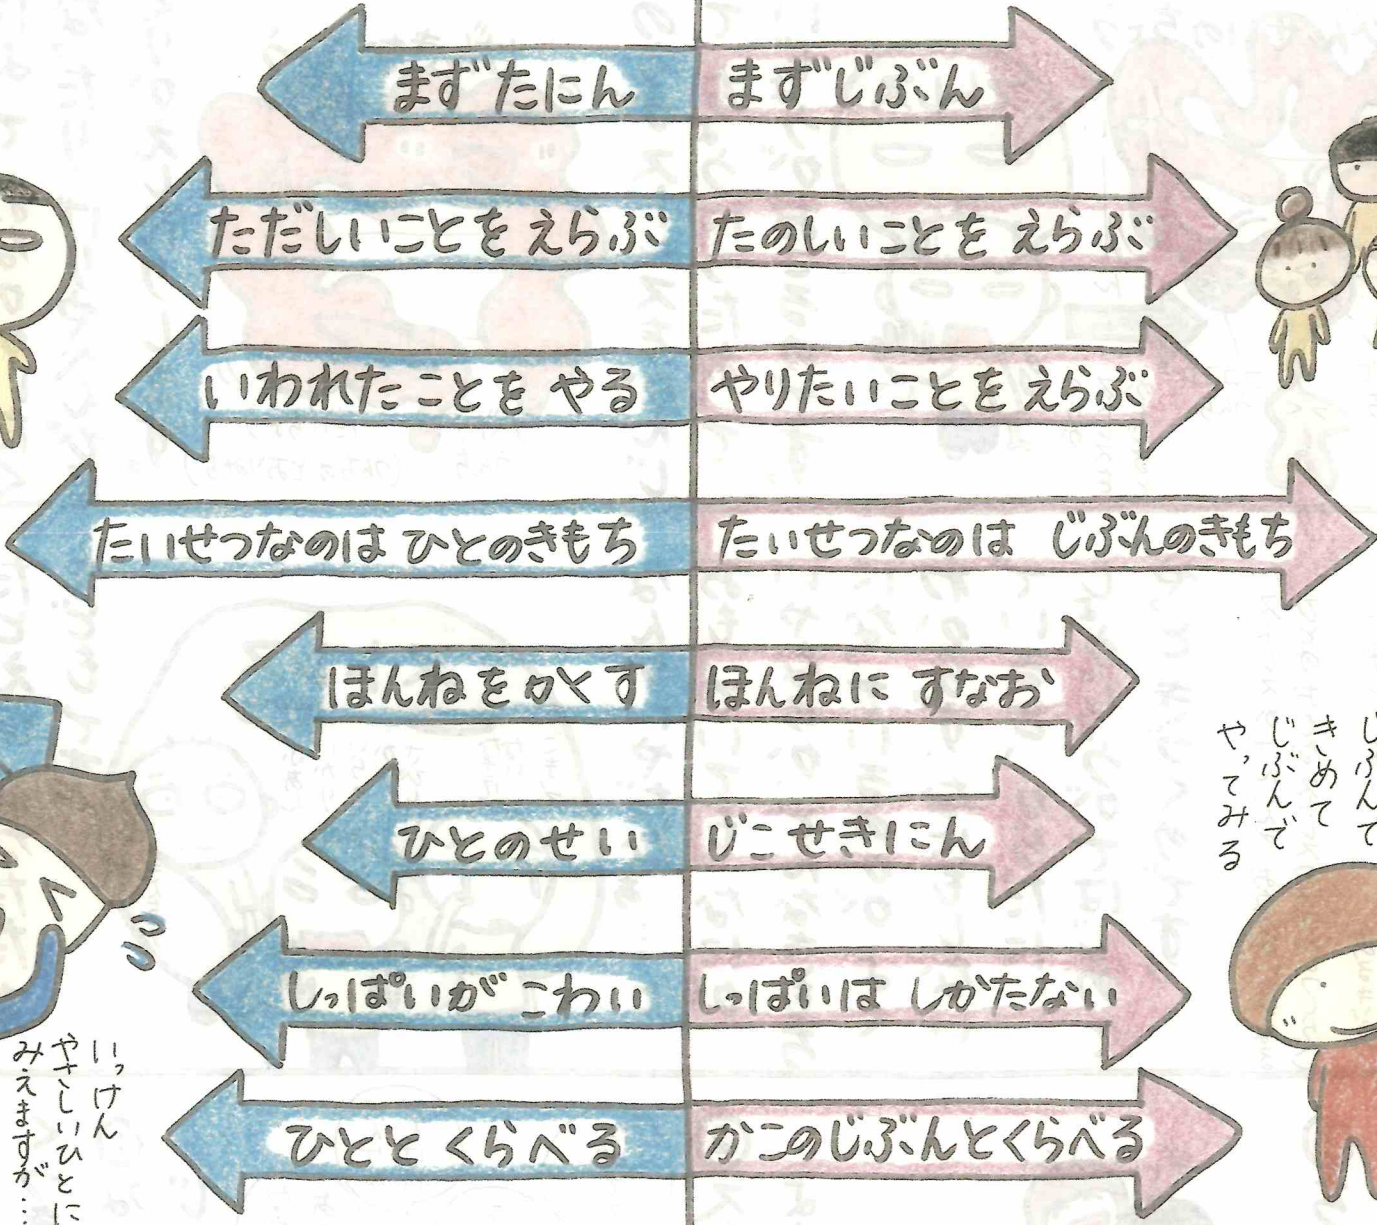 まずたにん
まずじぶん
ただしいことを えらぶ
たのしいことを えらぶ
いわれたことを やる
やりたいことを えらぶ
たいせつなのは ひとのきもち
たいせつなのは じぶんのきもち
ほんねを かくす
ほんねに すなお
ひとのせい
じこせきにん
しっぱいが こわい
しっぱいは しかたない
ひとと くらべる
かこのじぶんとくらべる
じぶんで
きめて
じぶんで
やってみる
いっけん
やさしいひとに
みえますが…